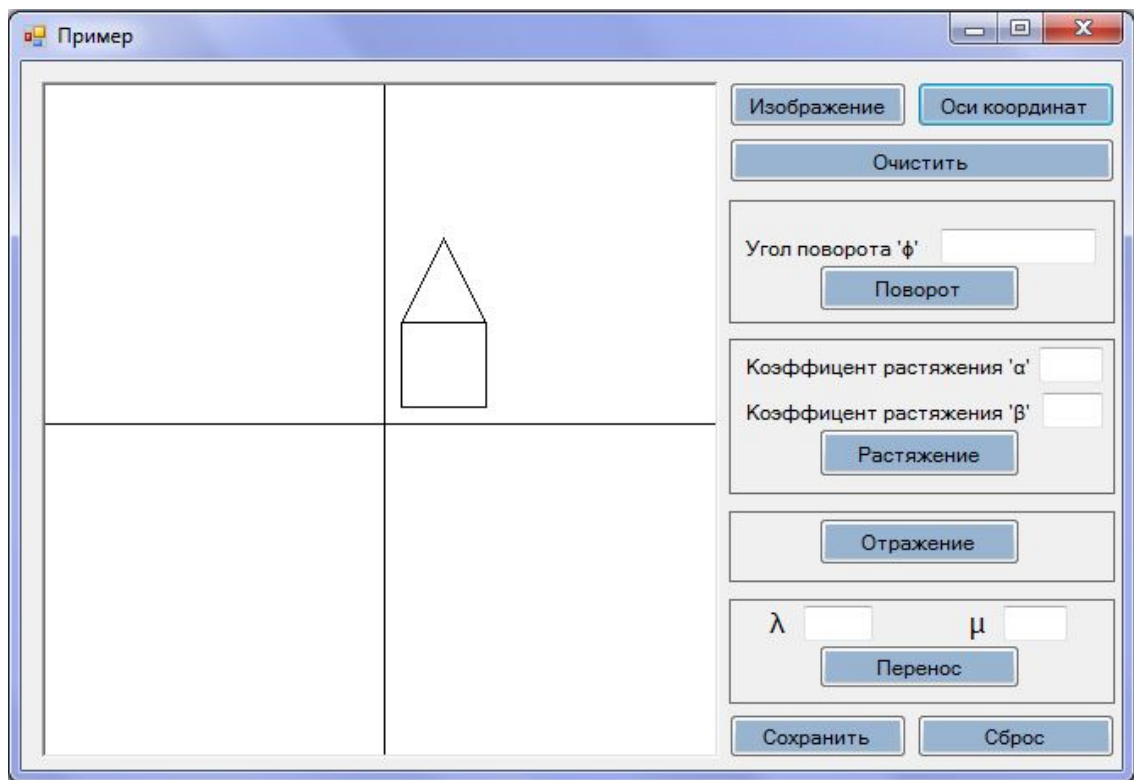 Пример
Изображение
Оси координат
Очистить
Угол поворота 'ϕ'
Поворот
Коэффицент растяжения 'α'
Коэффицент растяжения 'β'
Растяжение
Отражение
λ
μ
Перенос
Сохранить
Сброс